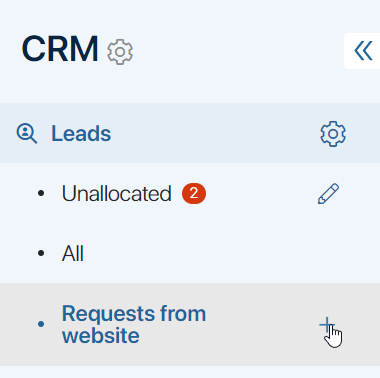 CRM
Leads
Unallocated 2
All
Requests from
website